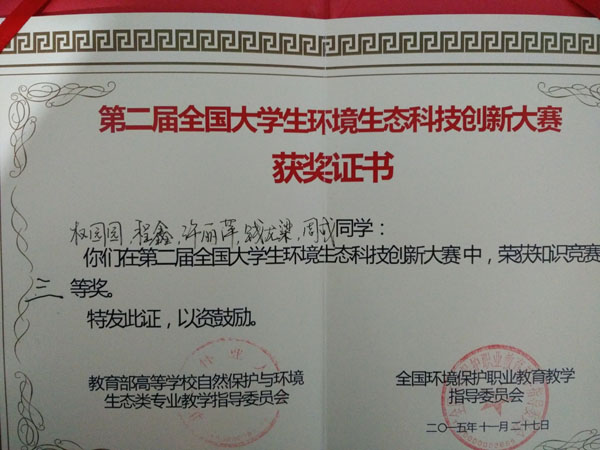 第二届全国大学生环境生态科技创新大赛
获奖证书
权园园,程鑫,许丽萍,钱龙梁,周成同学：
你们在第二届全国大学生环境生态科技创新大赛中，荣获知识竞赛
三等奖。
特发此证，以资鼓励。
教育部高等学校自然保护与环境
生态类专业教学指导委员会
全国环境保护职业教育教学
指导委员会
二〇一五年十一月二十七日